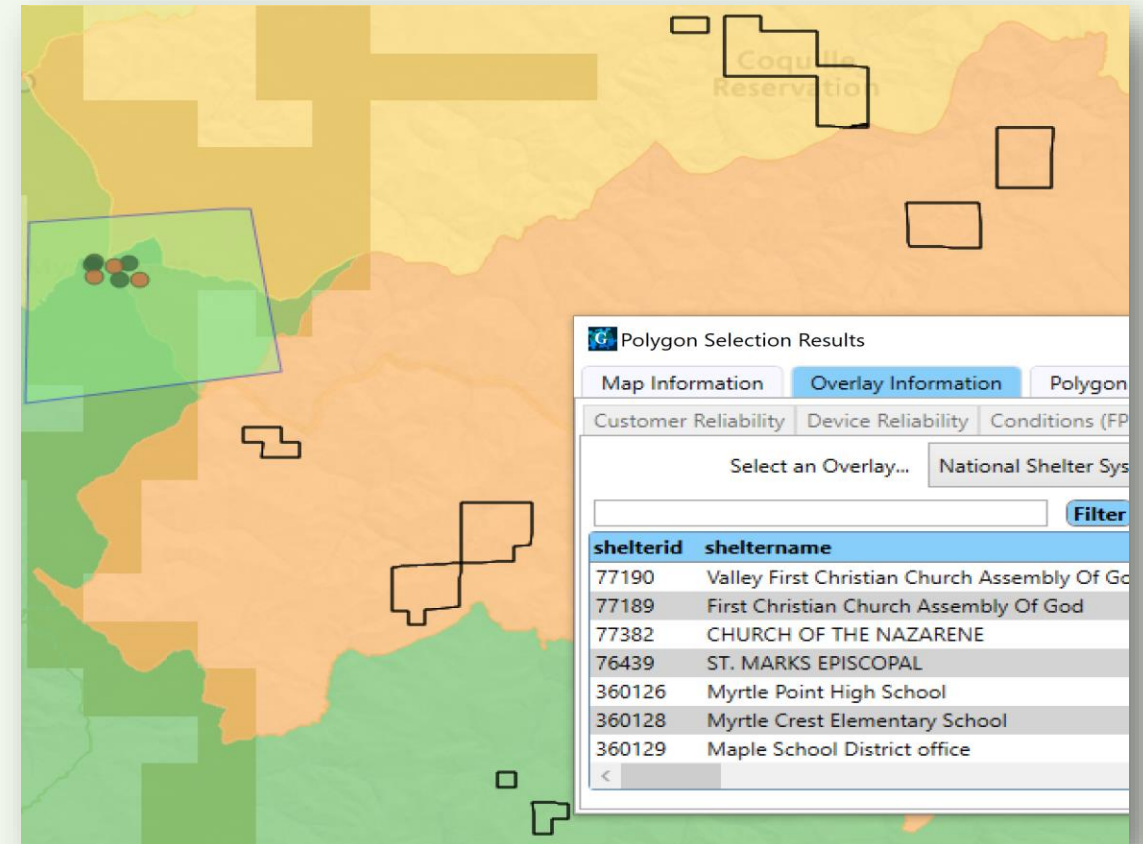 Coquille
Reservation
Polygon Selection Results
Map Information Overlay Information Polygon
Customer Reliability Device Reliability Conditions (FP
Select an Overlay... National Shelter Sys
Filter
shelterid sheltername
77190 Valley First Christian Church Assembly Of Go
77189 First Christian Church Assembly Of God
77382 CHURCH OF THE NAZARENE
76439 ST. MARKS EPISCOPAL
360126 Myrtle Point High School
360128 Myrtle Crest Elementary School
360129 Maple School District office